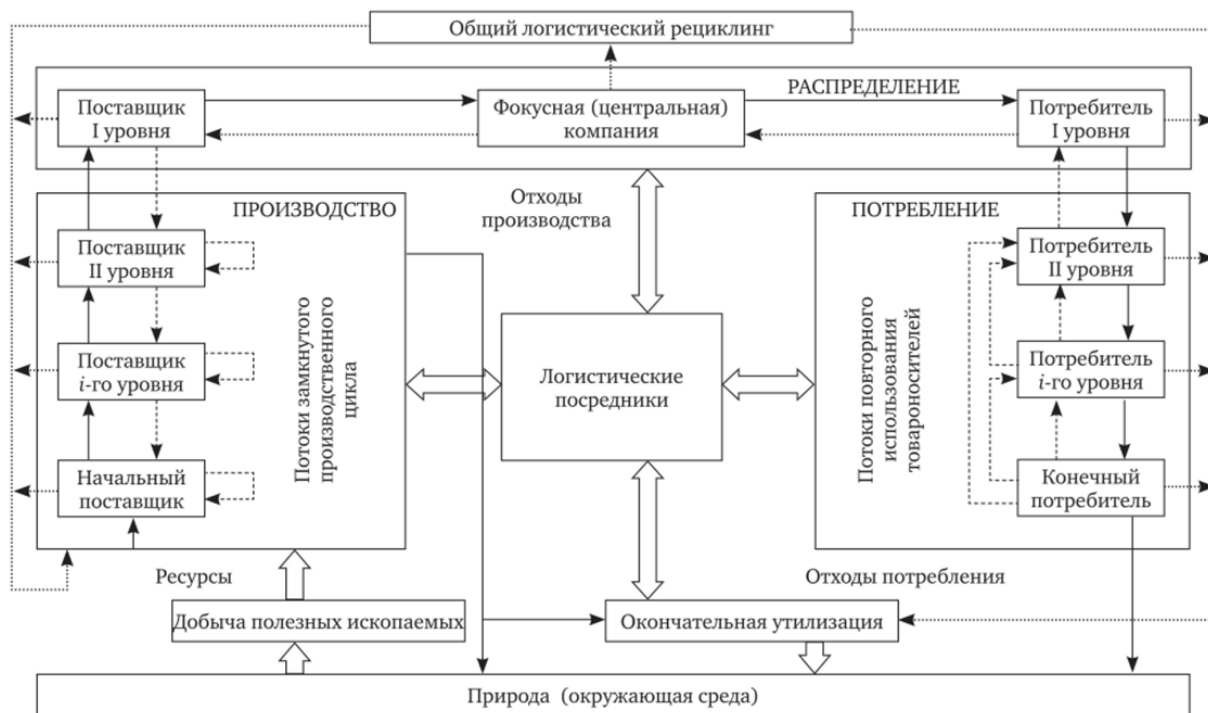 Общий логистический рециклинг
РАСПРЕДЕЛЕНИЕ
Поставщик
I уровня
Фокусная (центральная)
компания
Потребитель
I уровня
Отходы
производства
ПРОИЗВОДСТВО
Поставщик
II уровня
Поставщик
i-го уровня
Начальный
поставщик
Потоки замкнутого
производственного
цикла
Логистические
посредники
ПОТРЕБЛЕНИЕ
Потоки повторного
использования
товароносителей
Потребитель
II уровня
Потребитель
i-го уровня
Конечный
потребитель
Ресурсы
Отходы потребления
Добыча полезных ископаемых
Окончательная утилизация
Природа (окружающая среда)